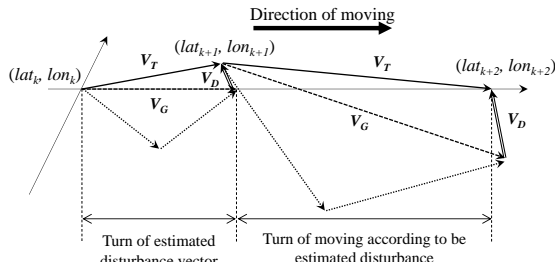 Direction of moving
(lat_k, lon_k)
V_T
(lat_{k+1}, lon_{k+1})
V_T
(lat_{k+2}, lon_{k+2})
V_D
V_G
V_G
V_D
Turn of estimated
disturbance vector
Turn of moving according to be
estimated disturbance